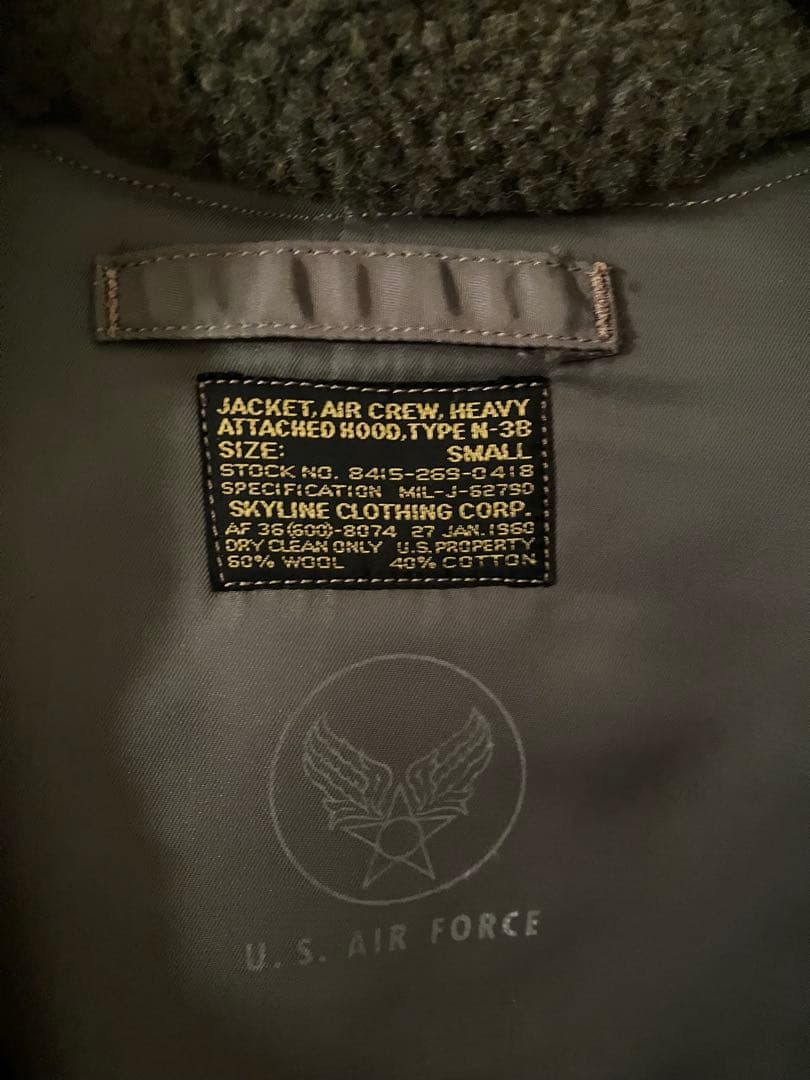 JACKET, AIR CREW, HEAVY
ATTACHED HOOD, TYPE N-3B
SIZE: SMALL
STOCK NO. 8415-269-0418
SPECIFICATION MIL-J-6279D
SKYLINE CLOTHING CORP.
AF 36(600)-8074 27 JAN. 1960
DRY CLEAN ONLY U.S. PROPERTY
60% WOOL 40% COTTON
U. S. AIR FORCE